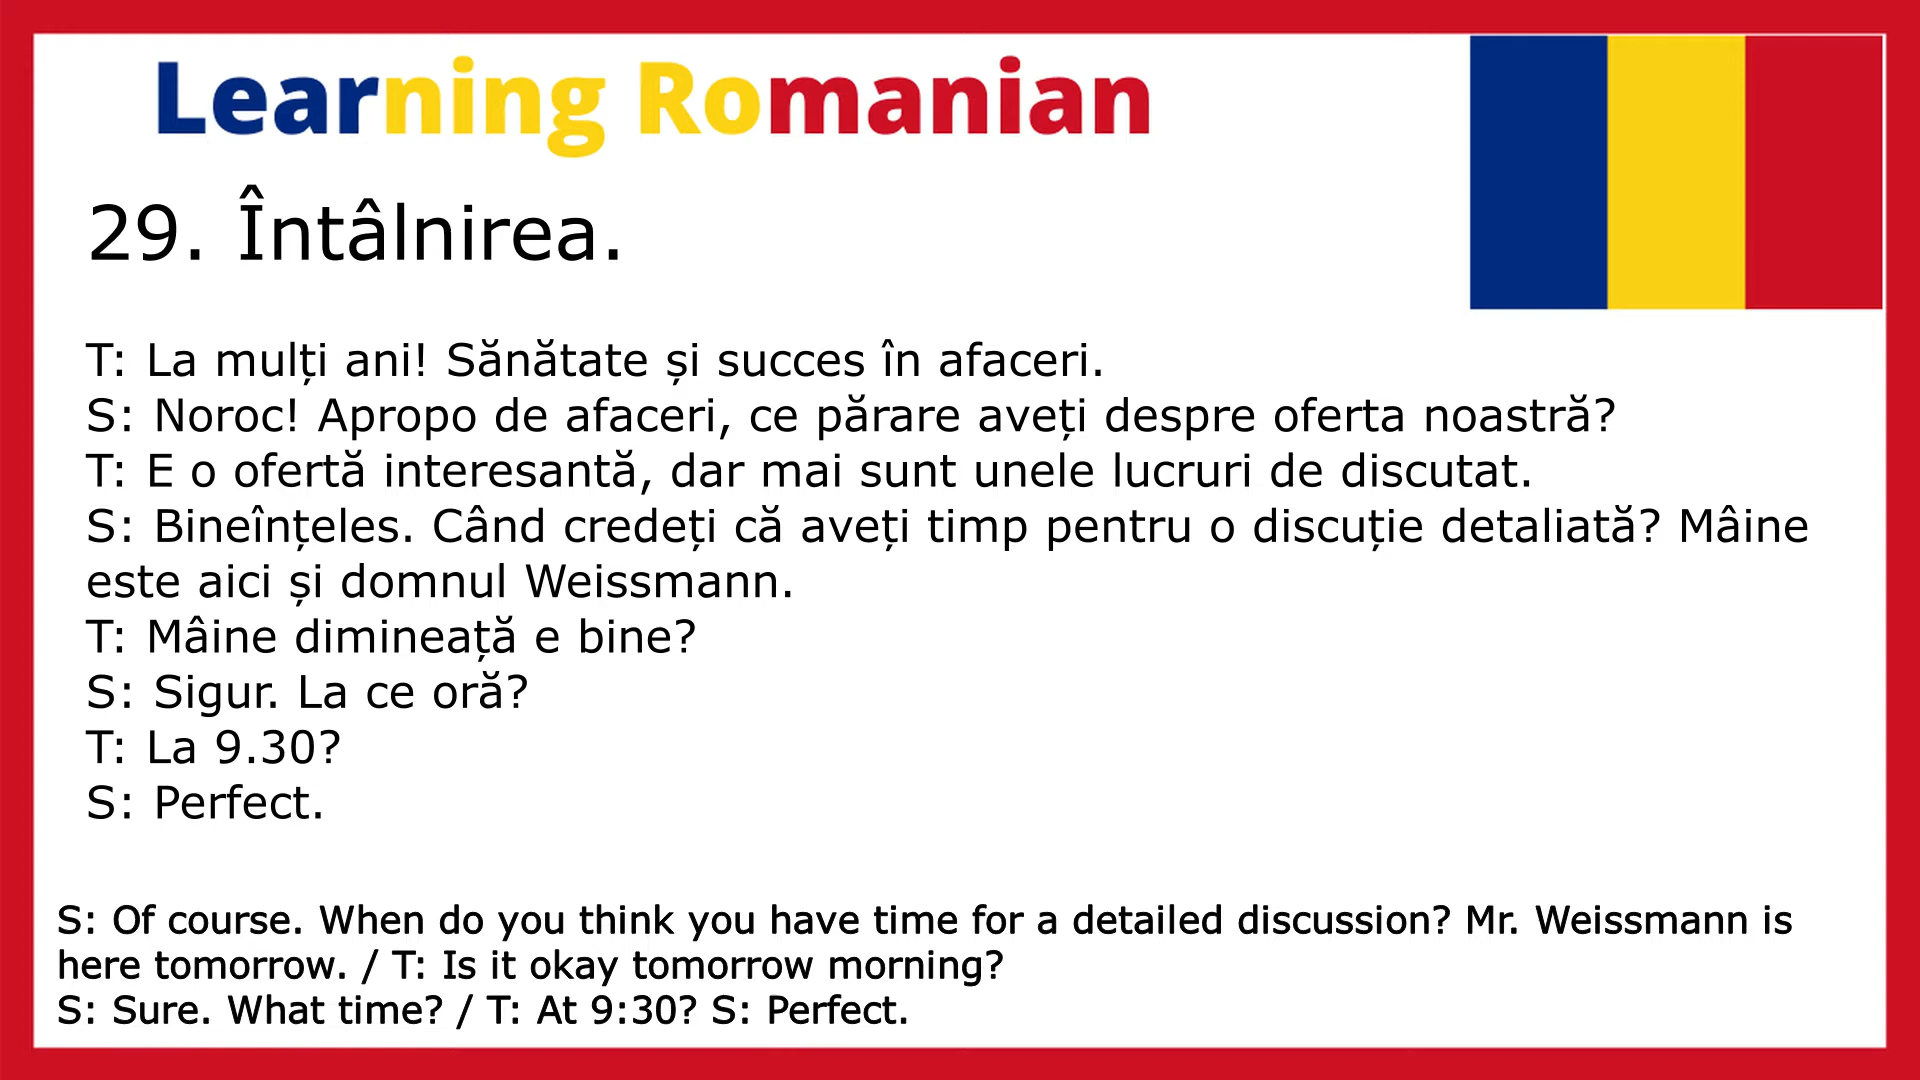 Learning Romanian
29. Întâlnirea.
T: La mulți ani! Sănătate și succes în afaceri.
S: Noroc! Apropo de afaceri, ce părare aveți despre oferta noastră?
T: E o ofertă interesantă, dar mai sunt unele lucruri de discutat.
S: Bineînțeles. Când credeți că aveți timp pentru o discuție detaliată? Mâine
este aici și domnul Weissmann.
T: Mâine dimineață e bine?
S: Sigur. La ce oră?
T: La 9.30?
S: Perfect.
S: Of course. When do you think you have time for a detailed discussion? Mr. Weissmann is
here tomorrow. / T: Is it okay tomorrow morning?
S: Sure. What time? / T: At 9:30? S: Perfect.